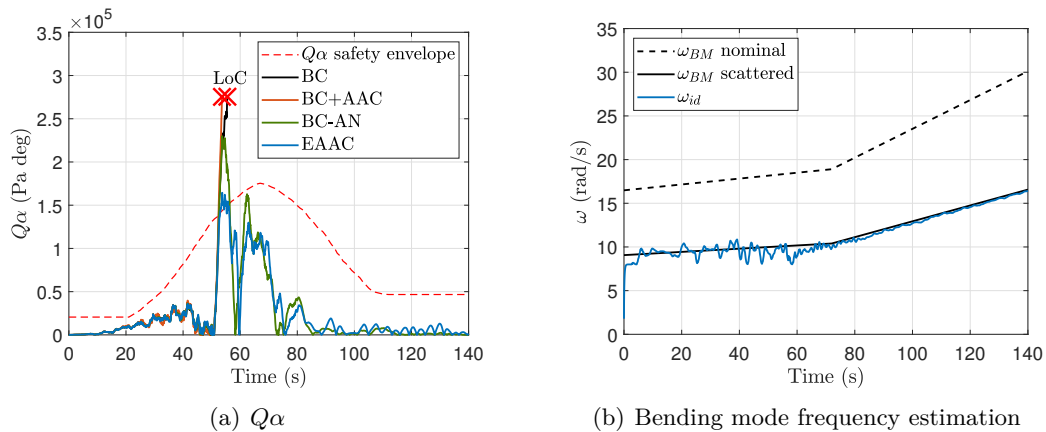 ×10⁵
3.5
3
2.5
2
1.5
1
0.5
0
0 20 40 60 80 100 120 140
Qα (Pa deg)
Time (s)
Qα safety envelope
BC
BC+AAC
BC-AN
EAAC
LoC
(a) Qα
35
30
25
20
15
10
5
0
0 20 40 60 80 100 120 140
ω (rad/s)
Time (s)
ω_BM nominal
ω_BM scattered
ω_id
(b) Bending mode frequency estimation